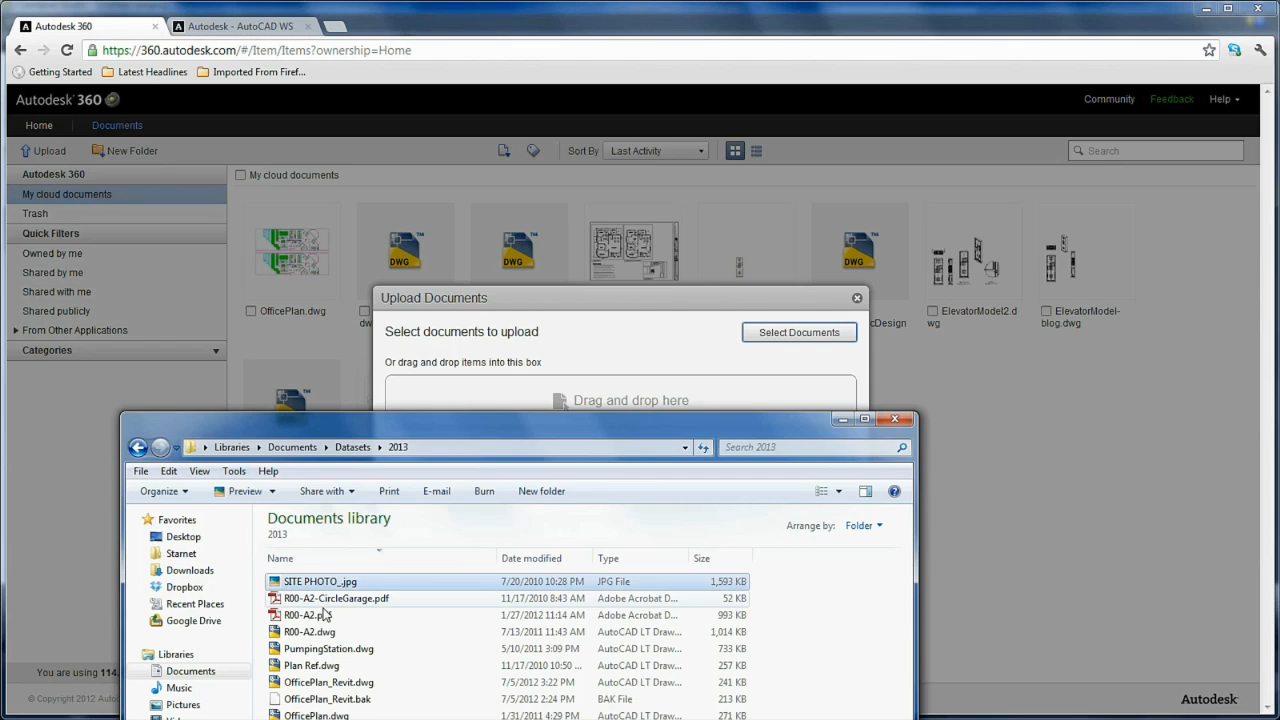 Autodesk 360
Autodesk - AutoCAD WS
https://360.autodesk.com/#/Item/Items?ownership=Home
Getting Started Latest Headlines Imported From Firef...
Autodesk® 360 Community Feedback Help
Home Documents
Upload New Folder Sort By Last Activity Search
Autodesk 360 My cloud documents
My cloud documents
Trash
Quick Filters
Owned by me
Shared by me
Shared with me
Shared publicly
From Other Applications
Categories
DWG DWG DWG
OfficePlan.dwg
ElevatorModel2.d
wg
ElevatorModel-
blog.dwg
Upload Documents
Select documents to upload Select Documents
Or drag and drop items into this box
Drag and drop here
Libraries Documents Datasets 2013 Search 2013
File Edit View Tools Help
Organize Preview Share with Print E-mail Burn New folder
Favorites
Desktop
Starnet
Downloads
Dropbox
Recent Places
Google Drive
Libraries
Documents
Music
Pictures
Documents library
2013 Arrange by: Folder
Name Date modified Type Size
SITE PHOTO_.jpg 7/20/2010 10:28 PM JPG File 1,593 KB
R00-A2-CircleGarage.pdf 11/17/2010 8:43 AM Adobe Acrobat D... 52 KB
1/27/2012 11:14 AM Adobe Acrobat D... 993 KB
R00-A2.dwg 7/13/2011 11:43 AM AutoCAD LT Draw... 1,014 KB
PumpingStation.dwg 5/10/2011 3:09 PM AutoCAD LT Draw... 733 KB
Plan Ref.dwg 11/17/2010 10:50 ... AutoCAD LT Draw... 257 KB
OfficePlan_Revit.dwg 7/5/2012 3:22 PM AutoCAD LT Draw... 243 KB
OfficePlan_Revit.bak 7/5/2012 2:24 PM BAK File 213 KB
OfficePlan.dwg 1/31/2011 4:29 PM AutoCAD LT Draw... 271 KB
You are using 114.
Copyright © 2012 Aut
Autodesk